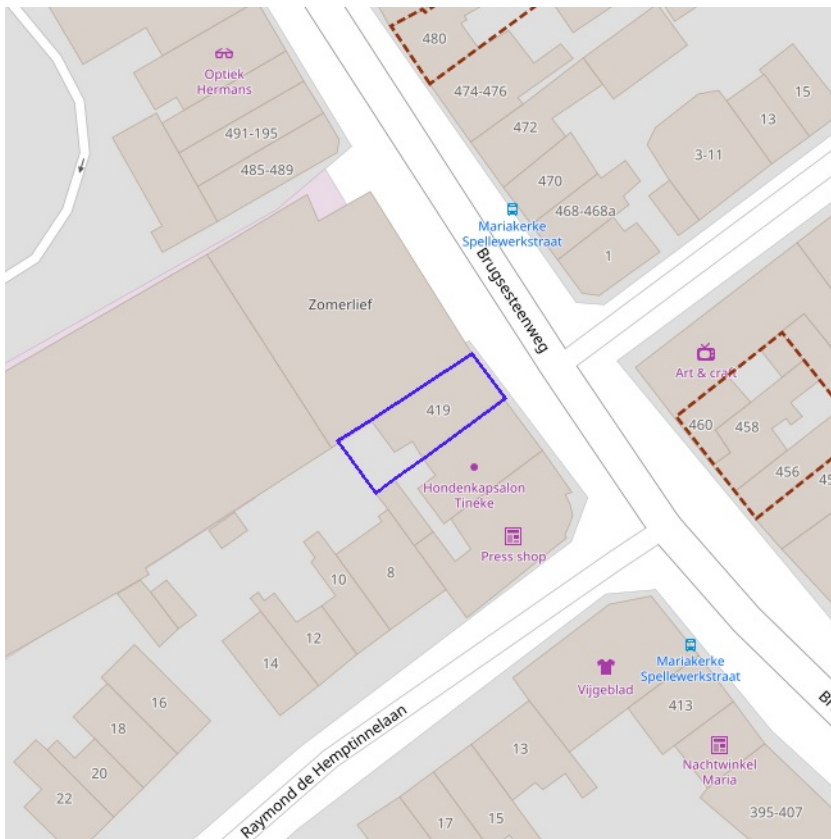 480
Optiek
Hermans
474-476
15
13
491-195
472
3-11
485-489
470
468-468a
Mariakerke
Spellewerkstraat
1
Brugsesteenweg
Zomerlief
Art & craft
419
460
458
456
Hondenkapsalon
Tineke
Press shop
10
8
12
14
Mariakerke
Spellewerkstraat
Vijgeblad
16
413
18
13
Nachtwinkel
Maria
20
22
Raymond de Hemptinnelaan
17
15
395-407